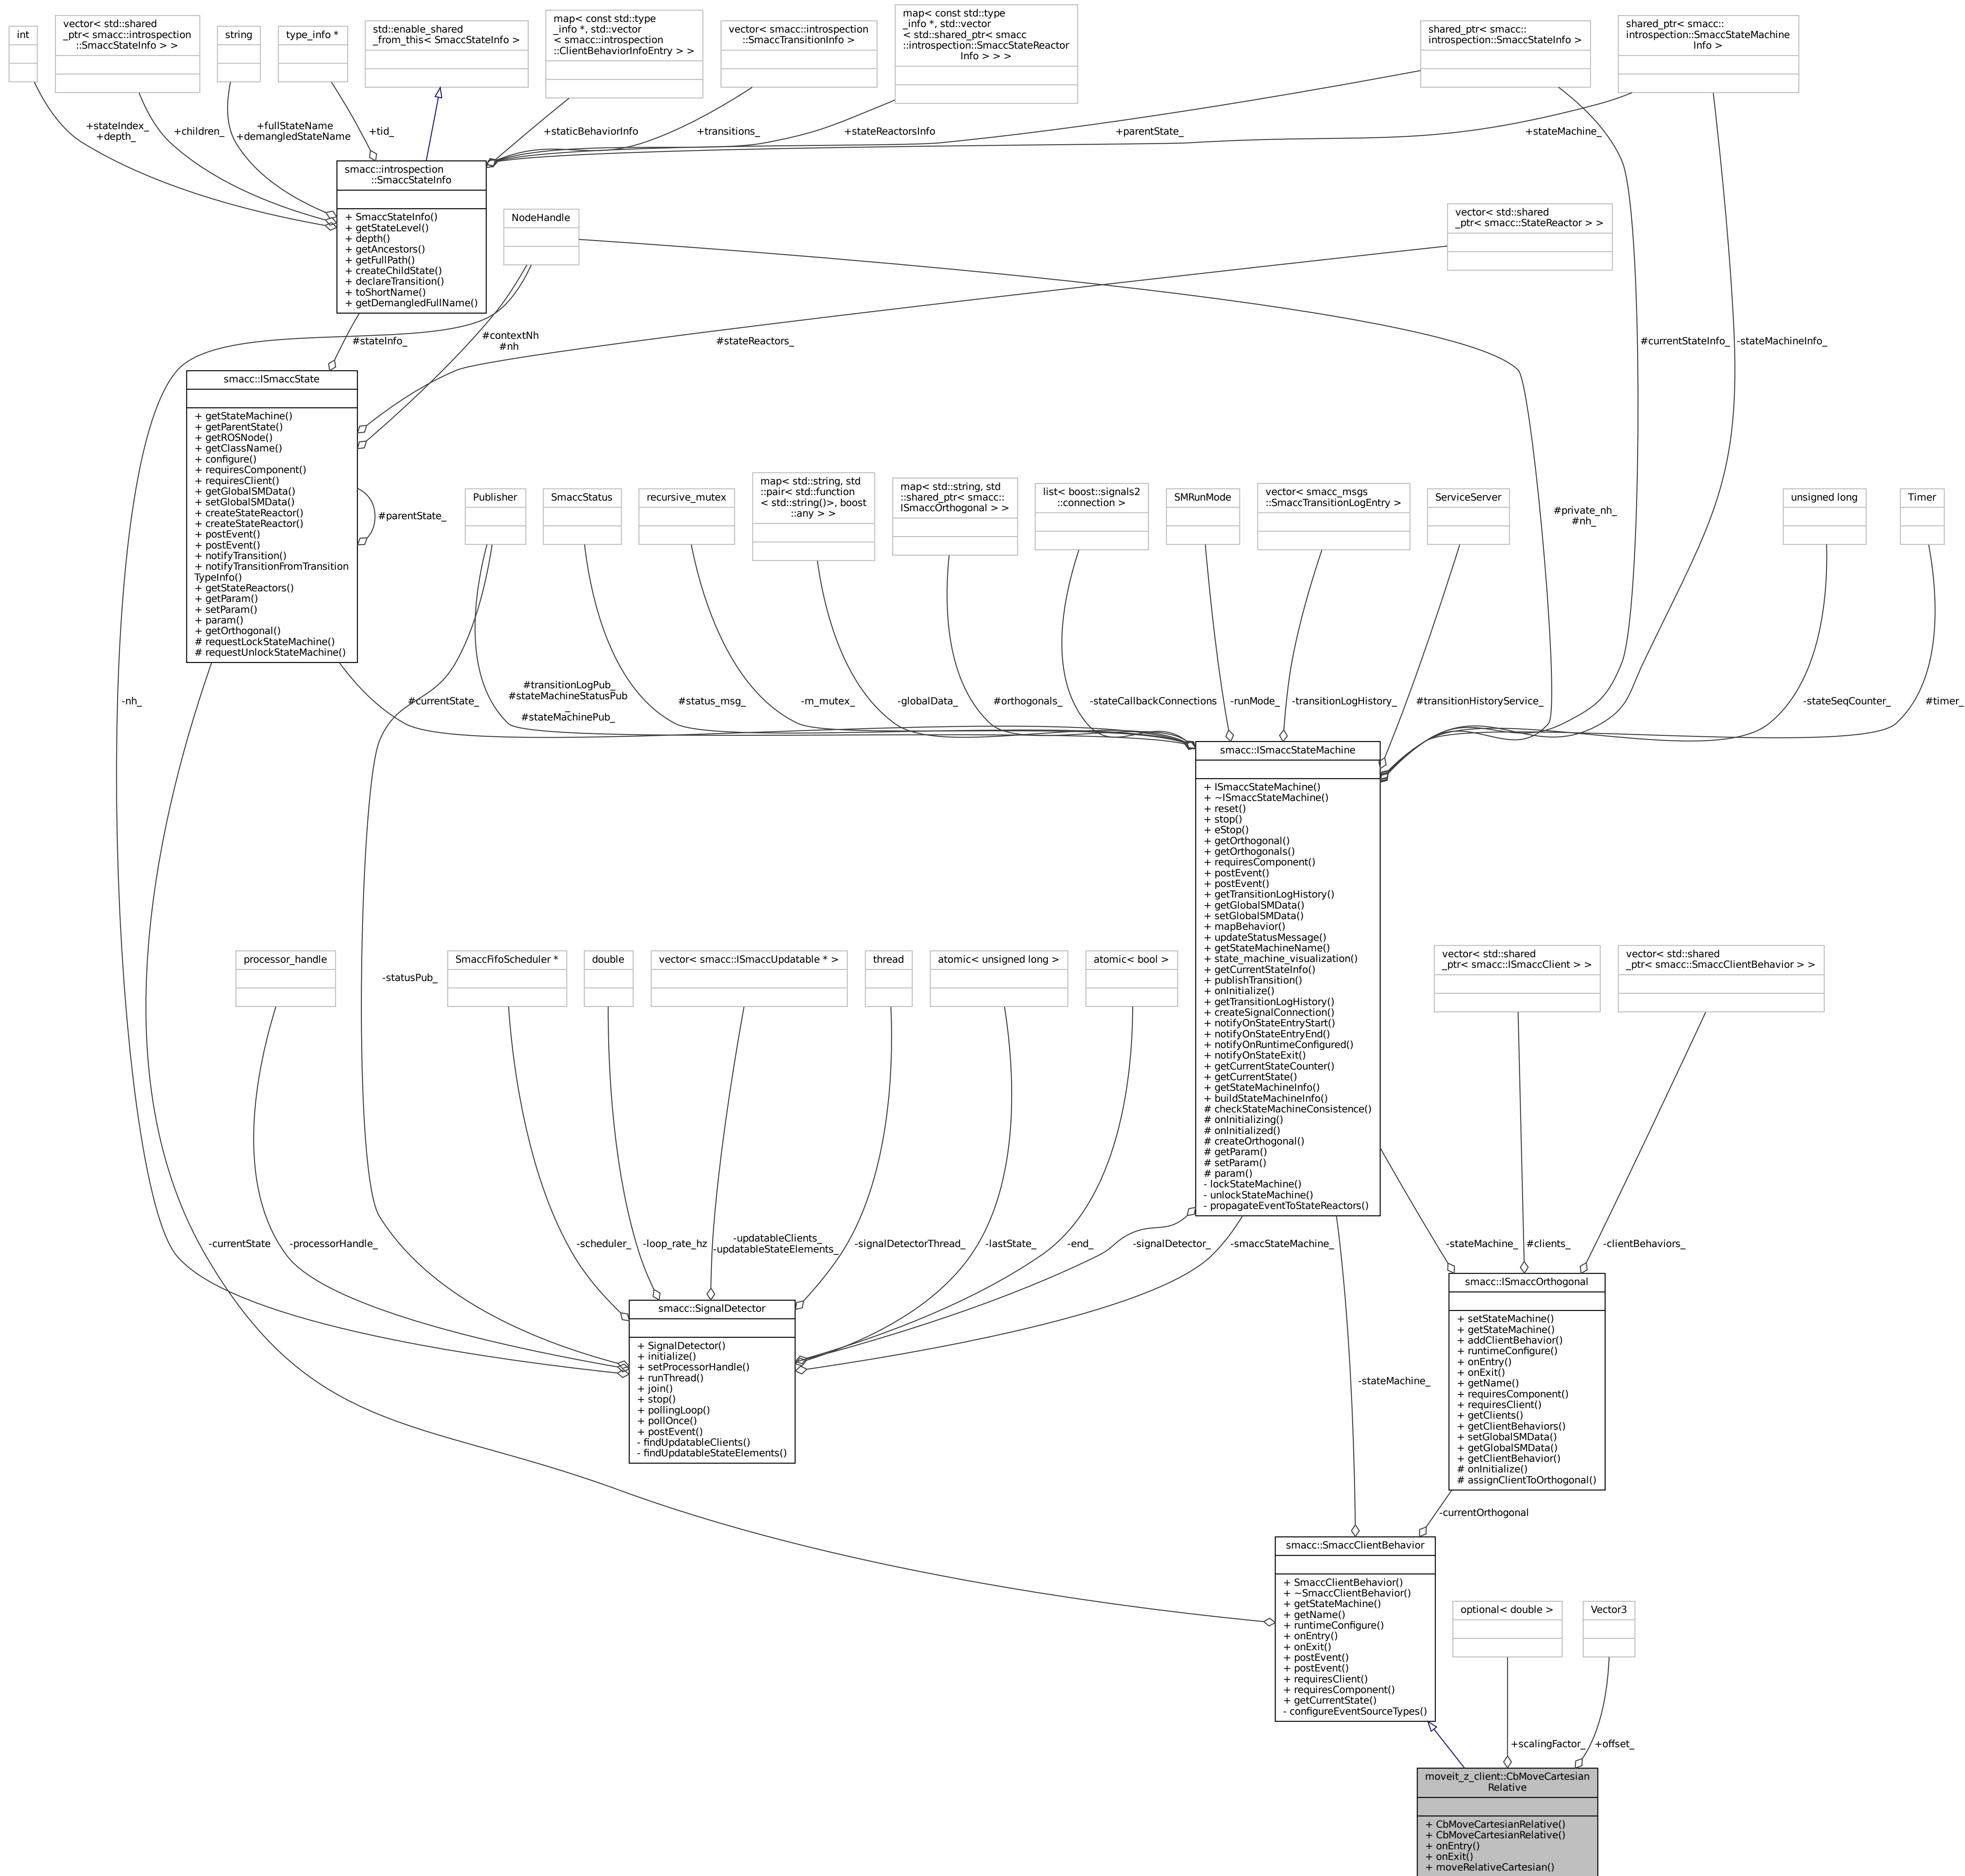 int
vector< std::shared
_ptr< smacc::introspection
::SmaccStateInfo > >
string
type_info *
std::enable_shared
_from_this< SmaccStateInfo >
map< const std::type
_info *, std::vector
< smacc::introspection
::ClientBehaviorInfoEntry > >
vector< smacc::introspection
::SmaccTransitionInfo >
map< const std::type
_info *, std::vector
< std::shared_ptr< smacc
::introspection::SmaccStateReactor
Info > > >
shared_ptr< smacc::
introspection::SmaccStateInfo >
shared_ptr< smacc::
introspection::SmaccStateMachine
Info >
+stateIndex_
+depth_
+children_
+fullStateName
+demangledStateName
+tid_
+staticBehaviorInfo
+transitions_
+stateReactorsInfo
+parentState_
+stateMachine_
smacc::introspection
::SmaccStateInfo
+ SmaccStateInfo()
+ getStateLevel()
+ depth()
+ getAncestors()
+ getFullPath()
+ createChildState()
+ declareTransition()
+ toShortName()
+ getDemangledFullName()
NodeHandle
vector< std::shared
_ptr< smacc::StateReactor > >
#stateInfo_
#contextNh
#nh
#stateReactors_
#currentStateInfo_
-stateMachineInfo_
smacc::ISmaccState
+ getStateMachine()
+ getParentState()
+ getROSNode()
+ getClassName()
+ configure()
+ requiresComponent()
+ requiresClient()
+ getGlobalSMData()
+ setGlobalSMData()
+ createStateReactor()
+ createStateReactor()
+ postEvent()
+ postEvent()
+ notifyTransition()
+ notifyTransitionFromTransition
TypeInfo()
+ getStateReactors()
+ getParam()
+ setParam()
+ param()
+ getOrthogonal()
# requestLockStateMachine()
# requestUnlockStateMachine()
#parentState_
Publisher
SmaccStatus
recursive_mutex
map< std::string, std
::pair< std::function
< std::string()>, boost
::any > >
map< std::string, std
::shared_ptr< smacc::
ISmaccOrthogonal > >
list< boost::signals2
::connection >
SMRunMode
vector< smacc_msgs
::SmaccTransitionLogEntry >
ServiceServer
#private_nh_
#nh_
unsigned long
Timer
-nh_
#currentState_
#transitionLogPub_
#stateMachineStatusPub
_
#stateMachinePub_
#status_msg_
-m_mutex_
-globalData_
#orthogonals_
-stateCallbackConnections
-runMode_
-transitionLogHistory_
#transitionHistoryService_
-stateSeqCounter_
#timer_
smacc::ISmaccStateMachine
+ ISmaccStateMachine()
+ ~ISmaccStateMachine()
+ reset()
+ stop()
+ eStop()
+ getOrthogonal()
+ getOrthogonals()
+ requiresComponent()
+ postEvent()
+ postEvent()
+ getTransitionLogHistory()
+ getGlobalSMData()
+ setGlobalSMData()
+ mapBehavior()
+ updateStatusMessage()
+ getStateMachineName()
+ state_machine_visualization()
+ getCurrentStateInfo()
+ publishTransition()
+ onInitialize()
+ getTransitionLogHistory()
+ createSignalConnection()
+ notifyOnStateEntryStart()
+ notifyOnStateEntryEnd()
+ notifyOnRuntimeConfigured()
+ notifyOnStateExit()
+ getCurrentStateCounter()
+ getCurrentState()
+ getStateMachineInfo()
+ buildStateMachineInfo()
# checkStateMachineConsistence()
# onInitializing()
# onInitialized()
# createOrthogonal()
# getParam()
# setParam()
# param()
- lockStateMachine()
- unlockStateMachine()
- propagateEventToStateReactors()
processor_handle
-statusPub_
SmaccFifoScheduler *
double
vector< smacc::ISmaccUpdatable * >
thread
atomic< unsigned long >
atomic< bool >
vector< std::shared
_ptr< smacc::ISmaccClient > >
vector< std::shared
_ptr< smacc::SmaccClientBehavior > >
-currentState
-processorHandle_
-scheduler_
-loop_rate_hz
-updatableClients_
-updatableStateElements_
-signalDetectorThread_
-lastState_
-end_
-signalDetector_
-smaccStateMachine_
-stateMachine_
#clients_
-clientBehaviors_
smacc::SignalDetector
+ SignalDetector()
+ initialize()
+ setProcessorHandle()
+ runThread()
+ join()
+ stop()
+ pollingLoop()
+ pollOnce()
+ postEvent()
- findUpdatableClients()
- findUpdatableStateElements()
smacc::ISmaccOrthogonal
+ setStateMachine()
+ getStateMachine()
+ addClientBehavior()
+ runtimeConfigure()
+ onEntry()
+ onExit()
+ getName()
+ requiresComponent()
+ requiresClient()
+ getClients()
+ getClientBehaviors()
+ setGlobalSMData()
+ getGlobalSMData()
+ getClientBehavior()
# onInitialize()
# assignClientToOrthogonal()
-stateMachine_
-currentOrthogonal
smacc::SmaccClientBehavior
+ SmaccClientBehavior()
+ ~SmaccClientBehavior()
+ getStateMachine()
+ getName()
+ runtimeConfigure()
+ onEntry()
+ onExit()
+ postEvent()
+ postEvent()
+ requiresClient()
+ requiresComponent()
+ getCurrentState()
- configureEventSourceTypes()
optional< double >
Vector3
+scalingFactor_
+offset_
moveit_z_client::CbMoveCartesian
Relative
+ CbMoveCartesianRelative()
+ CbMoveCartesianRelative()
+ onEntry()
+ onExit()
+ moveRelativeCartesian()